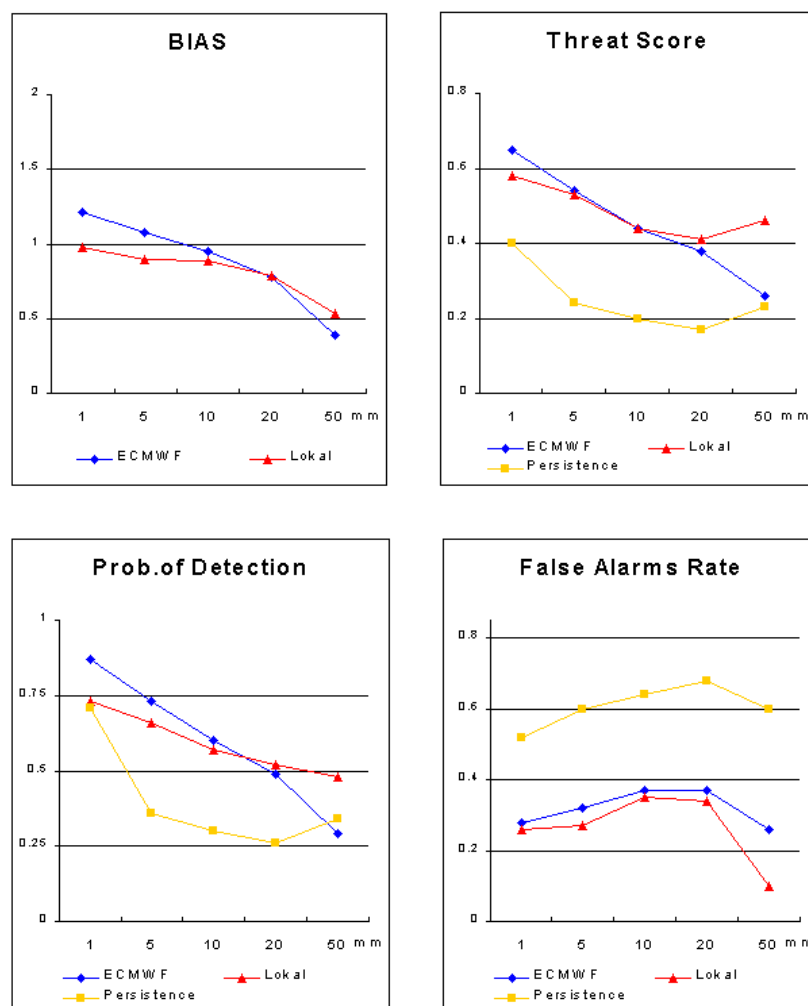 BIAS
2
1.5
1
0.5
0
1 5 10 20 50 mm
ECMWF Lokal
Threat Score
0.8
0.6
0.4
0.2
0
1 5 10 20 50 mm
ECMWF Lokal
Persistence
Prob.of Detection
1
0.75
0.5
0.25
0
1 5 10 20 50 mm
ECMWF Lokal
Persistence
False Alarms Rate
0.8
0.6
0.4
0.2
0
1 5 10 20 50 mm
ECMWF Lokal
Persistence